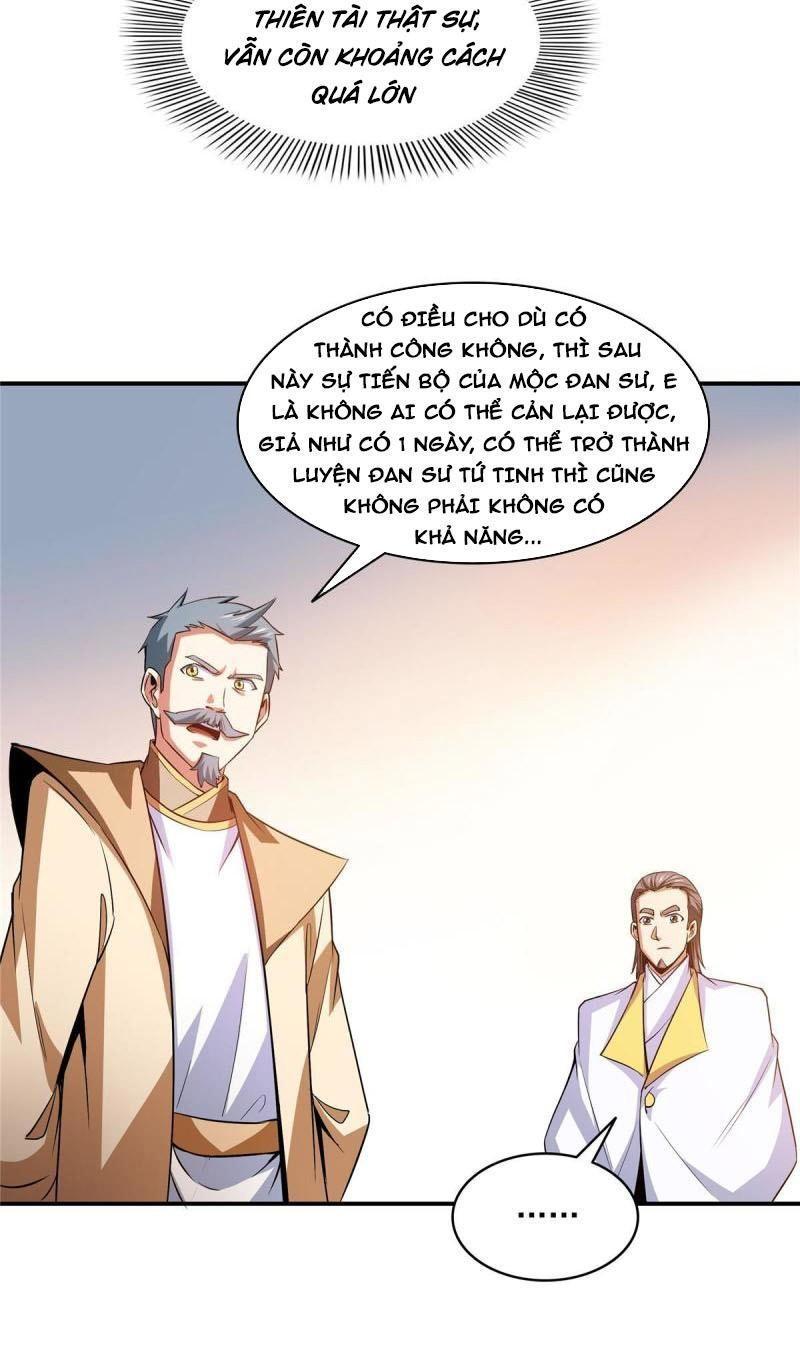 THIÊN TÀI THẬT SỰ,
VẪN CÒN KHOẢNG CÁCH
QUÁ LỚN
CÓ ĐIỀU CHO DÙ CÓ
THÀNH CÔNG KHÔNG, THÌ SAU
NÀY SỰ TIẾN BỘ CỦA MỘC ĐAN SƯ, E
LÀ KHÔNG AI CÓ THỂ CẢN LẠI ĐƯỢC,
GIẢ NHƯ CÓ 1 NGÀY, CÓ THỂ TRỞ THÀNH
LUYỆN ĐAN SƯ TỨ TINH THÌ CŨNG
KHÔNG PHẢI KHÔNG CÓ
KHẢ NĂNG...
......